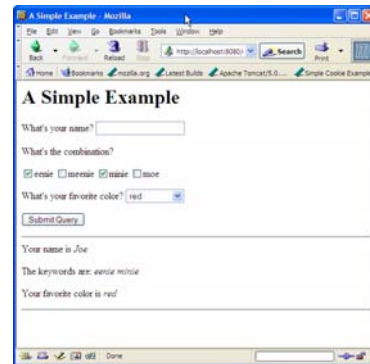 A Simple Example - Mozilla
File Edit View Go Bookmarks Tools Window Help
Back Forward Reload Stop http://localhost:8080/ Search Print
Home Bookmarks mozilla.org Latest Builds Apache Tomcat/5.0.... Simple Cookie Example
A Simple Example
What's your name?
What's the combination?
eenie meenie minie moe
What's your favorite color? red
Submit Query
Your name is Joe
The keywords are: eenie minie
Your favorite color is red
Done